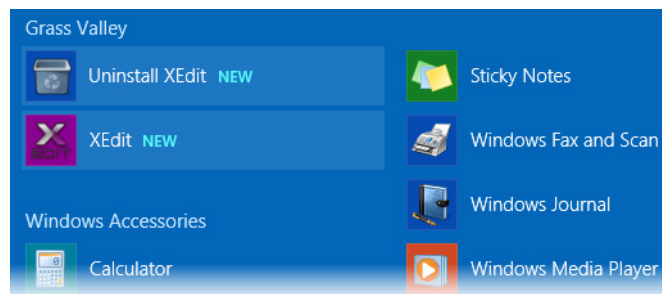 Grass Valley
Uninstall XEdit NEW
XEdit NEW
Windows Accessories
Calculator
Sticky Notes
Windows Fax and Scan
Windows Journal
Windows Media Player